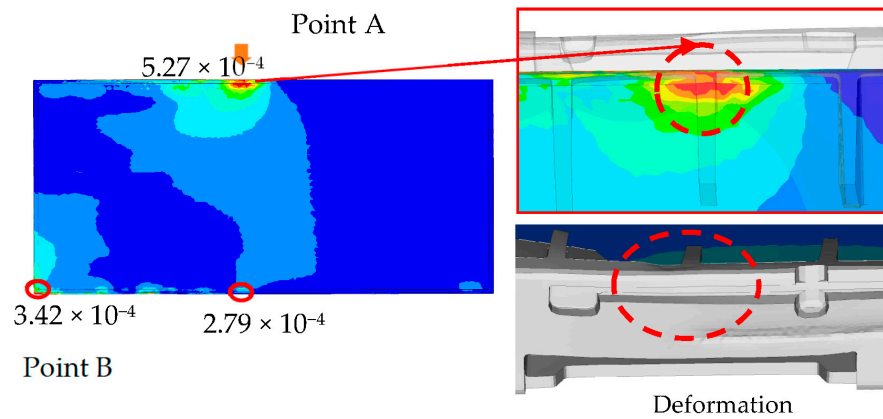 Point A
5.27 × 10⁻⁴
3.42 × 10⁻⁴
2.79 × 10⁻⁴
Point B
Deformation